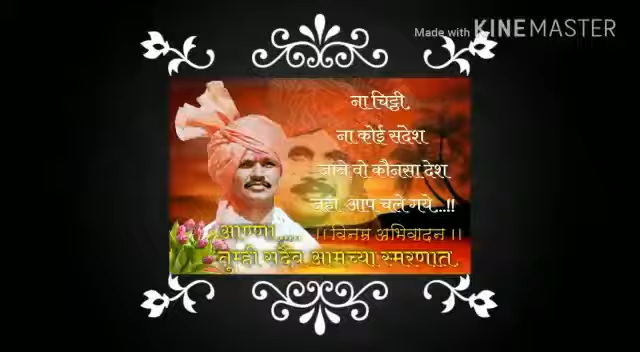 Made with KINEMASTER
ना चिट्ठी,
ना कोई संदेश
जाने वो कौनसा देश
जहाँ आप चले गये...!!
आण्णा.....
।। विनम्र अभिवादन ।।
तुम्ही सदैव आमच्या स्मरणात.